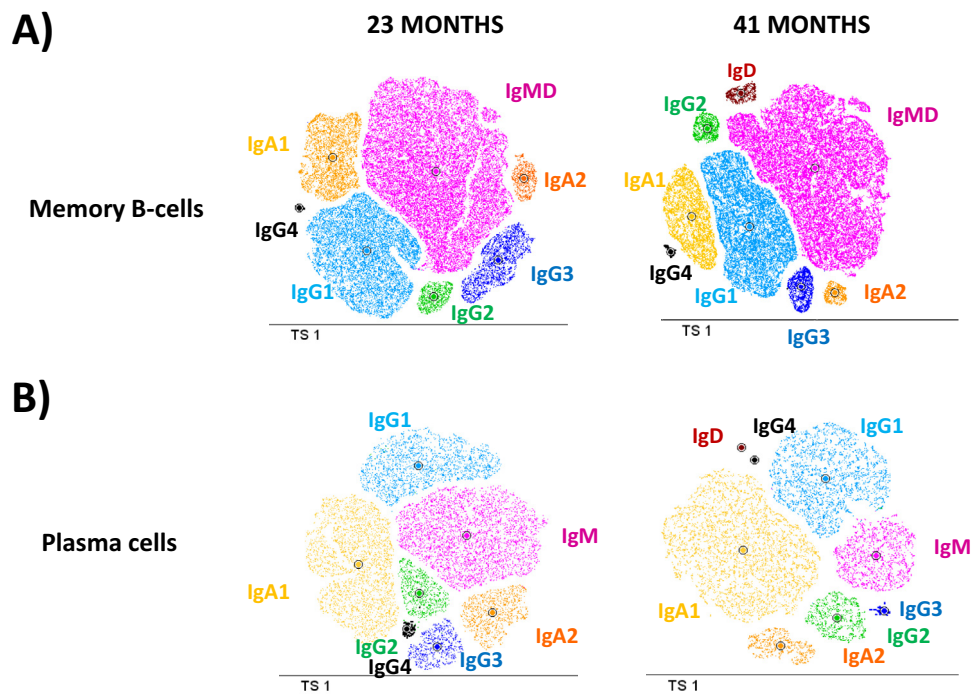 A)
23 MONTHS
41 MONTHS
Memory B-cells
IgMD
IgA1
IgA2
IgG4
IgG1
IgG3
IgG2
TS 1
IgD
IgG2
IgMD
IgA1
IgG4
IgG1
IgA2
IgG3
TS 1
B)
Plasma cells
IgG1
IgM
IgA1
IgA2
IgG2
IgG3
IgG4
TS 1
IgG4
IgG1
IgD
IgM
IgA1
IgG3
IgG2
IgA2
TS 1